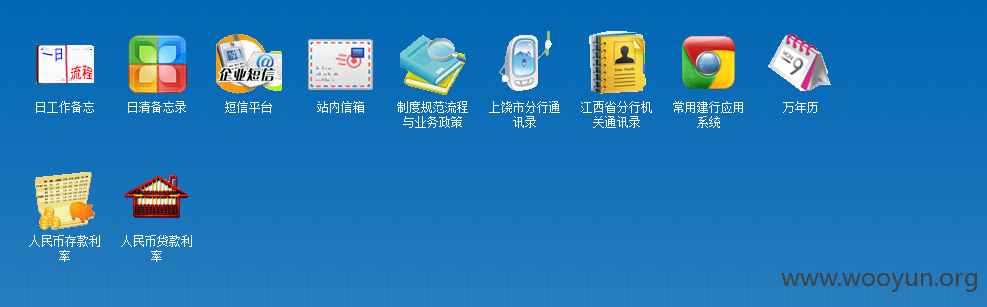 一日
流程
企业短信
MON
9
日工作备忘
日清备忘录
短信平台
站内信箱
制度规范流程
与业务政策
上饶市分行通
讯录
江西省分行机
关通讯录
常用建行应用
系统
万年历
人民币存款利
率
人民币贷款利
率
www.wooyun.org